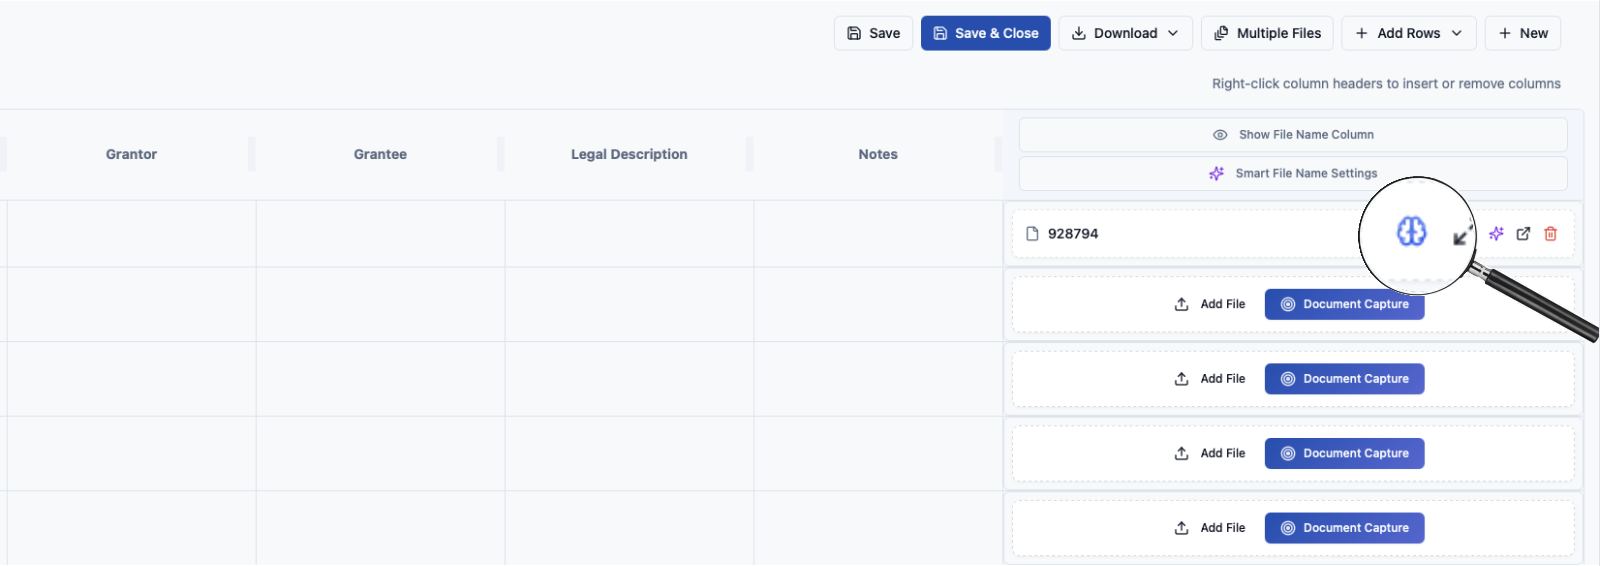 Save
Save & Close
Download
Multiple Files
Add Rows
New
Right-click column headers to insert or remove columns
Grantor
Grantee
Legal Description
Notes
Show File Name Column
Smart File Name Settings
928794
Add File
Document Capture
Add File
Document Capture
Add File
Document Capture
Add File
Document Capture